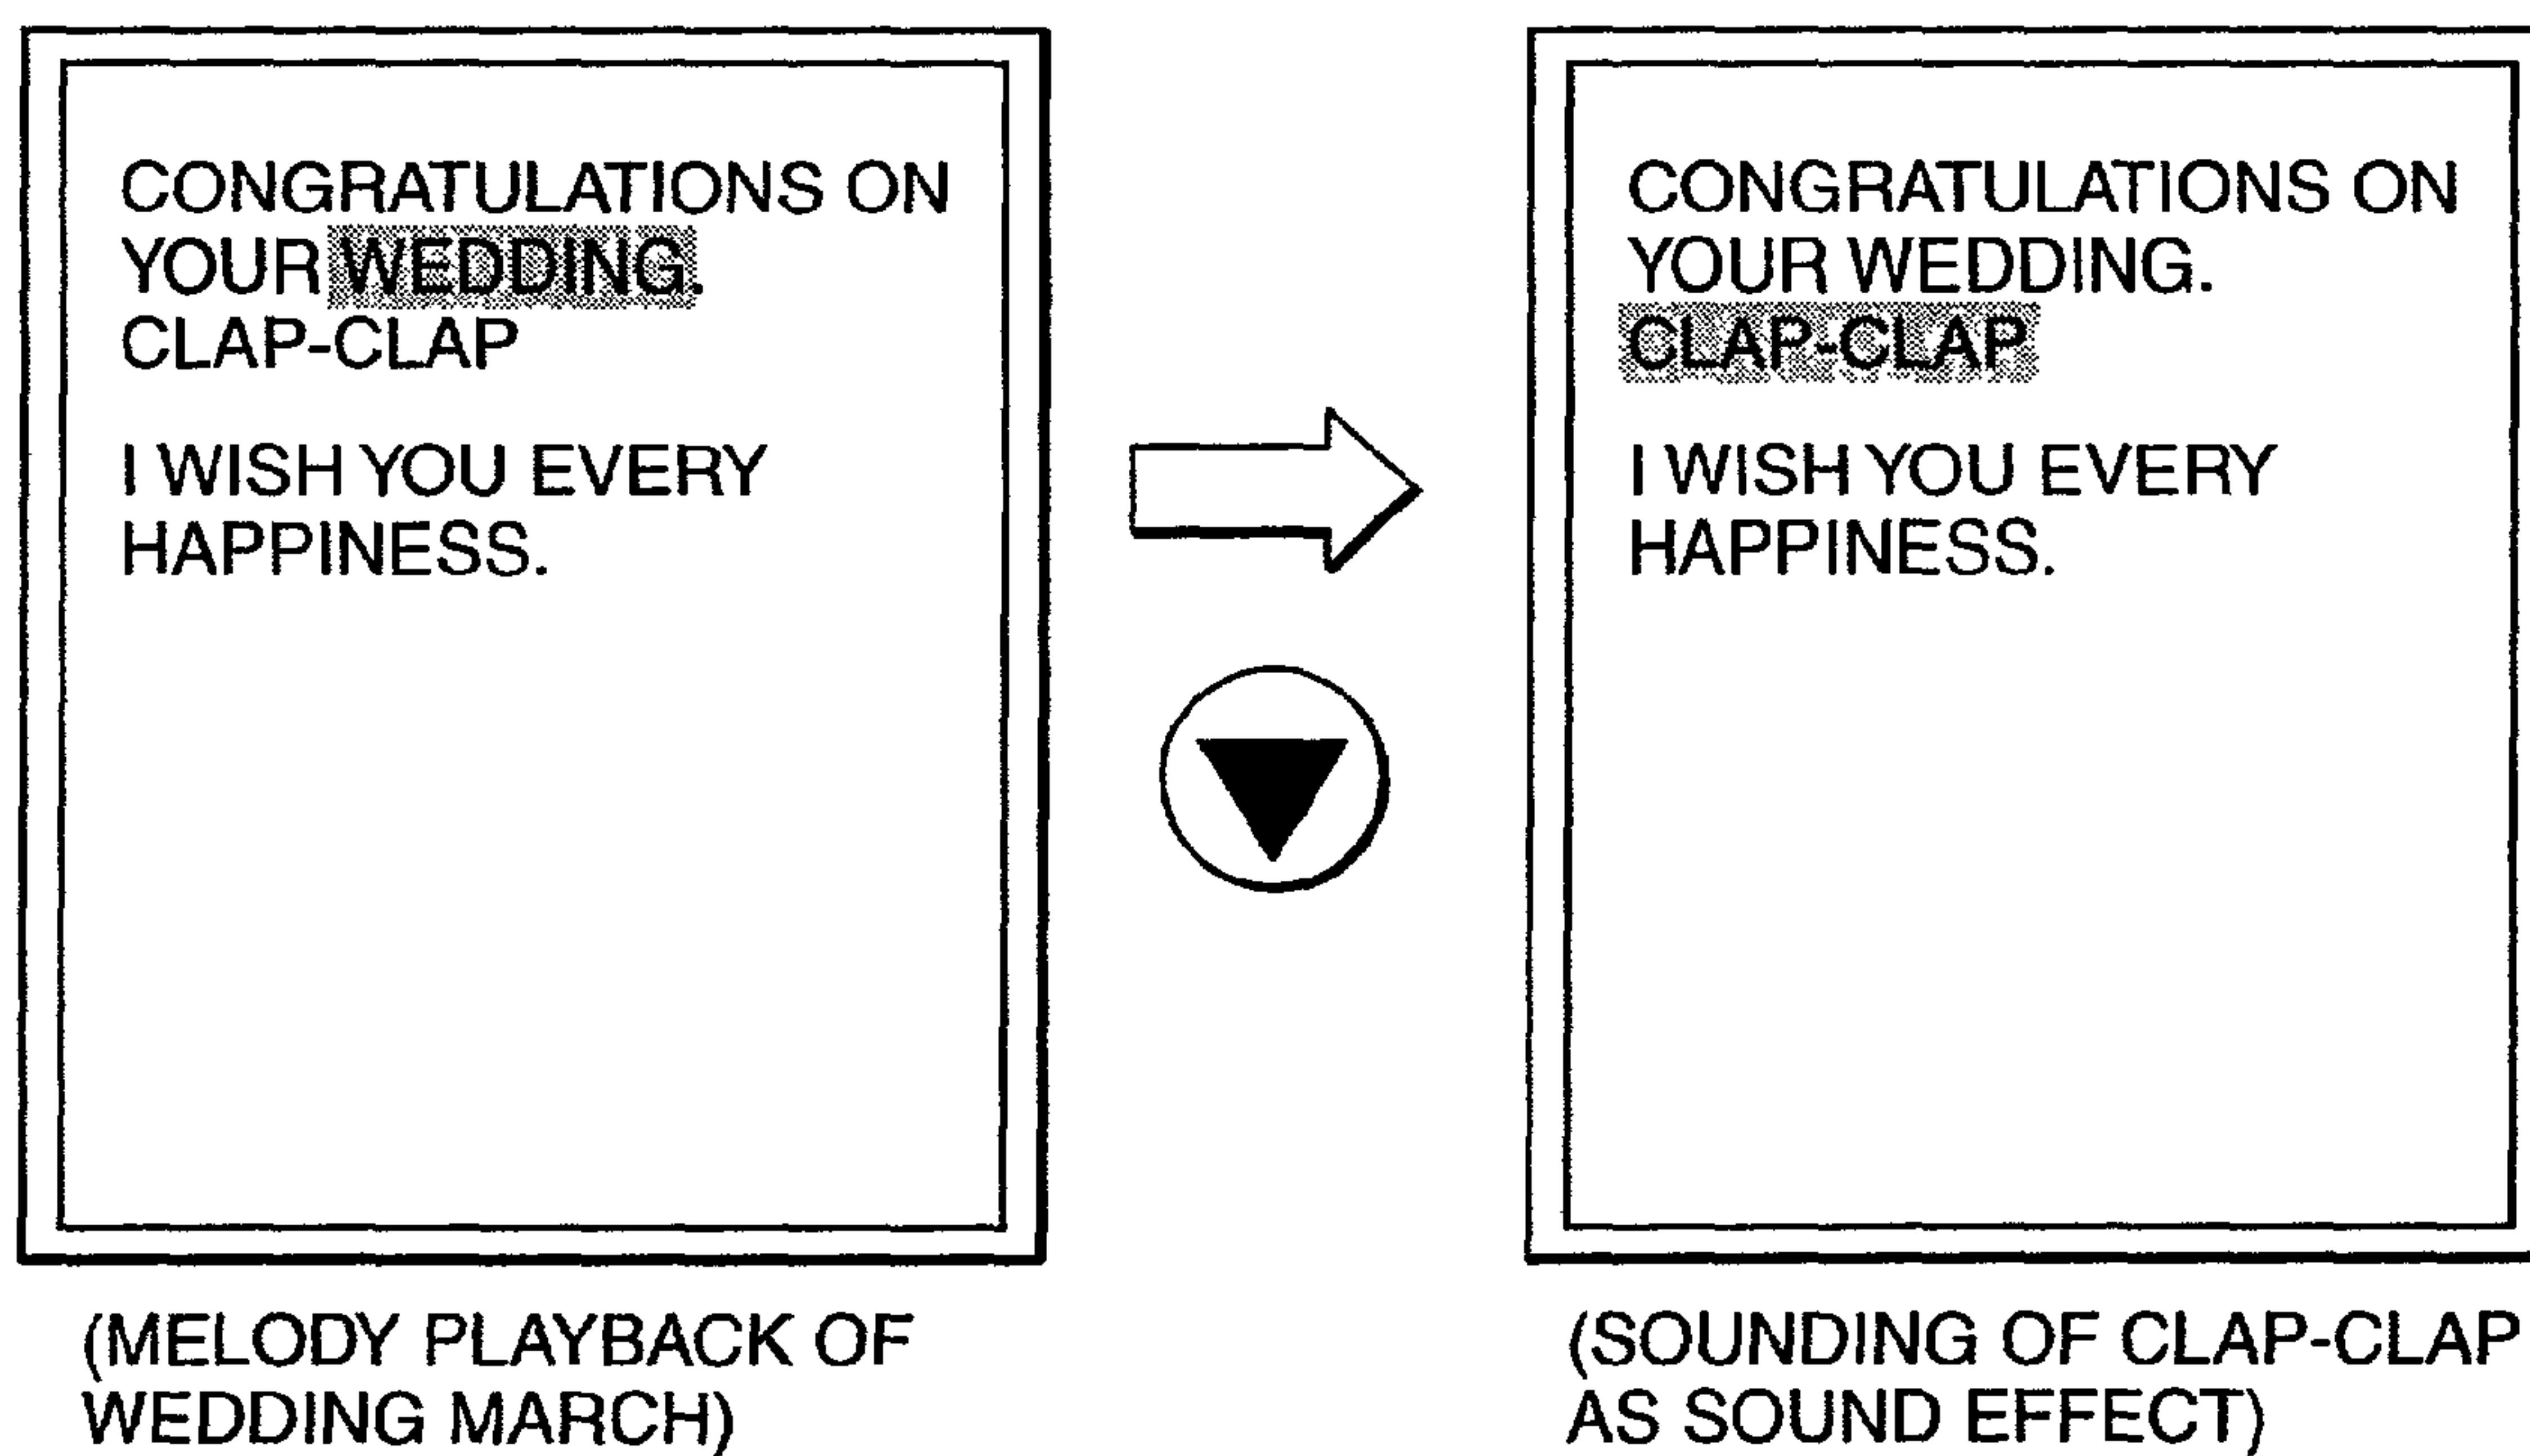 CONGRATULATIONS ON
YOUR WEDDING.
CLAP-CLAP
I WISH YOU EVERY
HAPPINESS.
(MELODY PLAYBACK OF
WEDDING MARCH)
CONGRATULATIONS ON
YOUR WEDDING.
CLAP-CLAP
I WISH YOU EVERY
HAPPINESS.
(SOUNDING OF CLAP-CLAP
AS SOUND EFFECT)